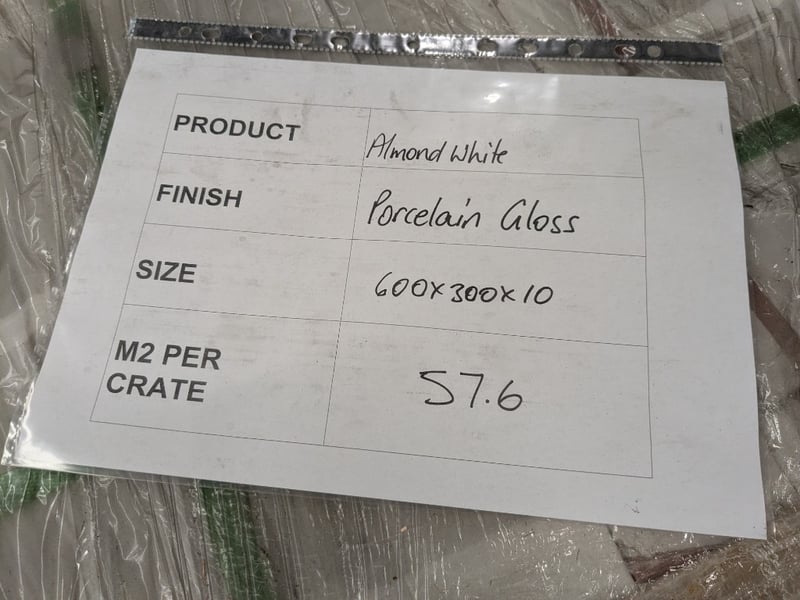 PRODUCT Almond White
FINISH Porcelain Gloss
SIZE 600x300x10
M2 PER
CRATE 57.6